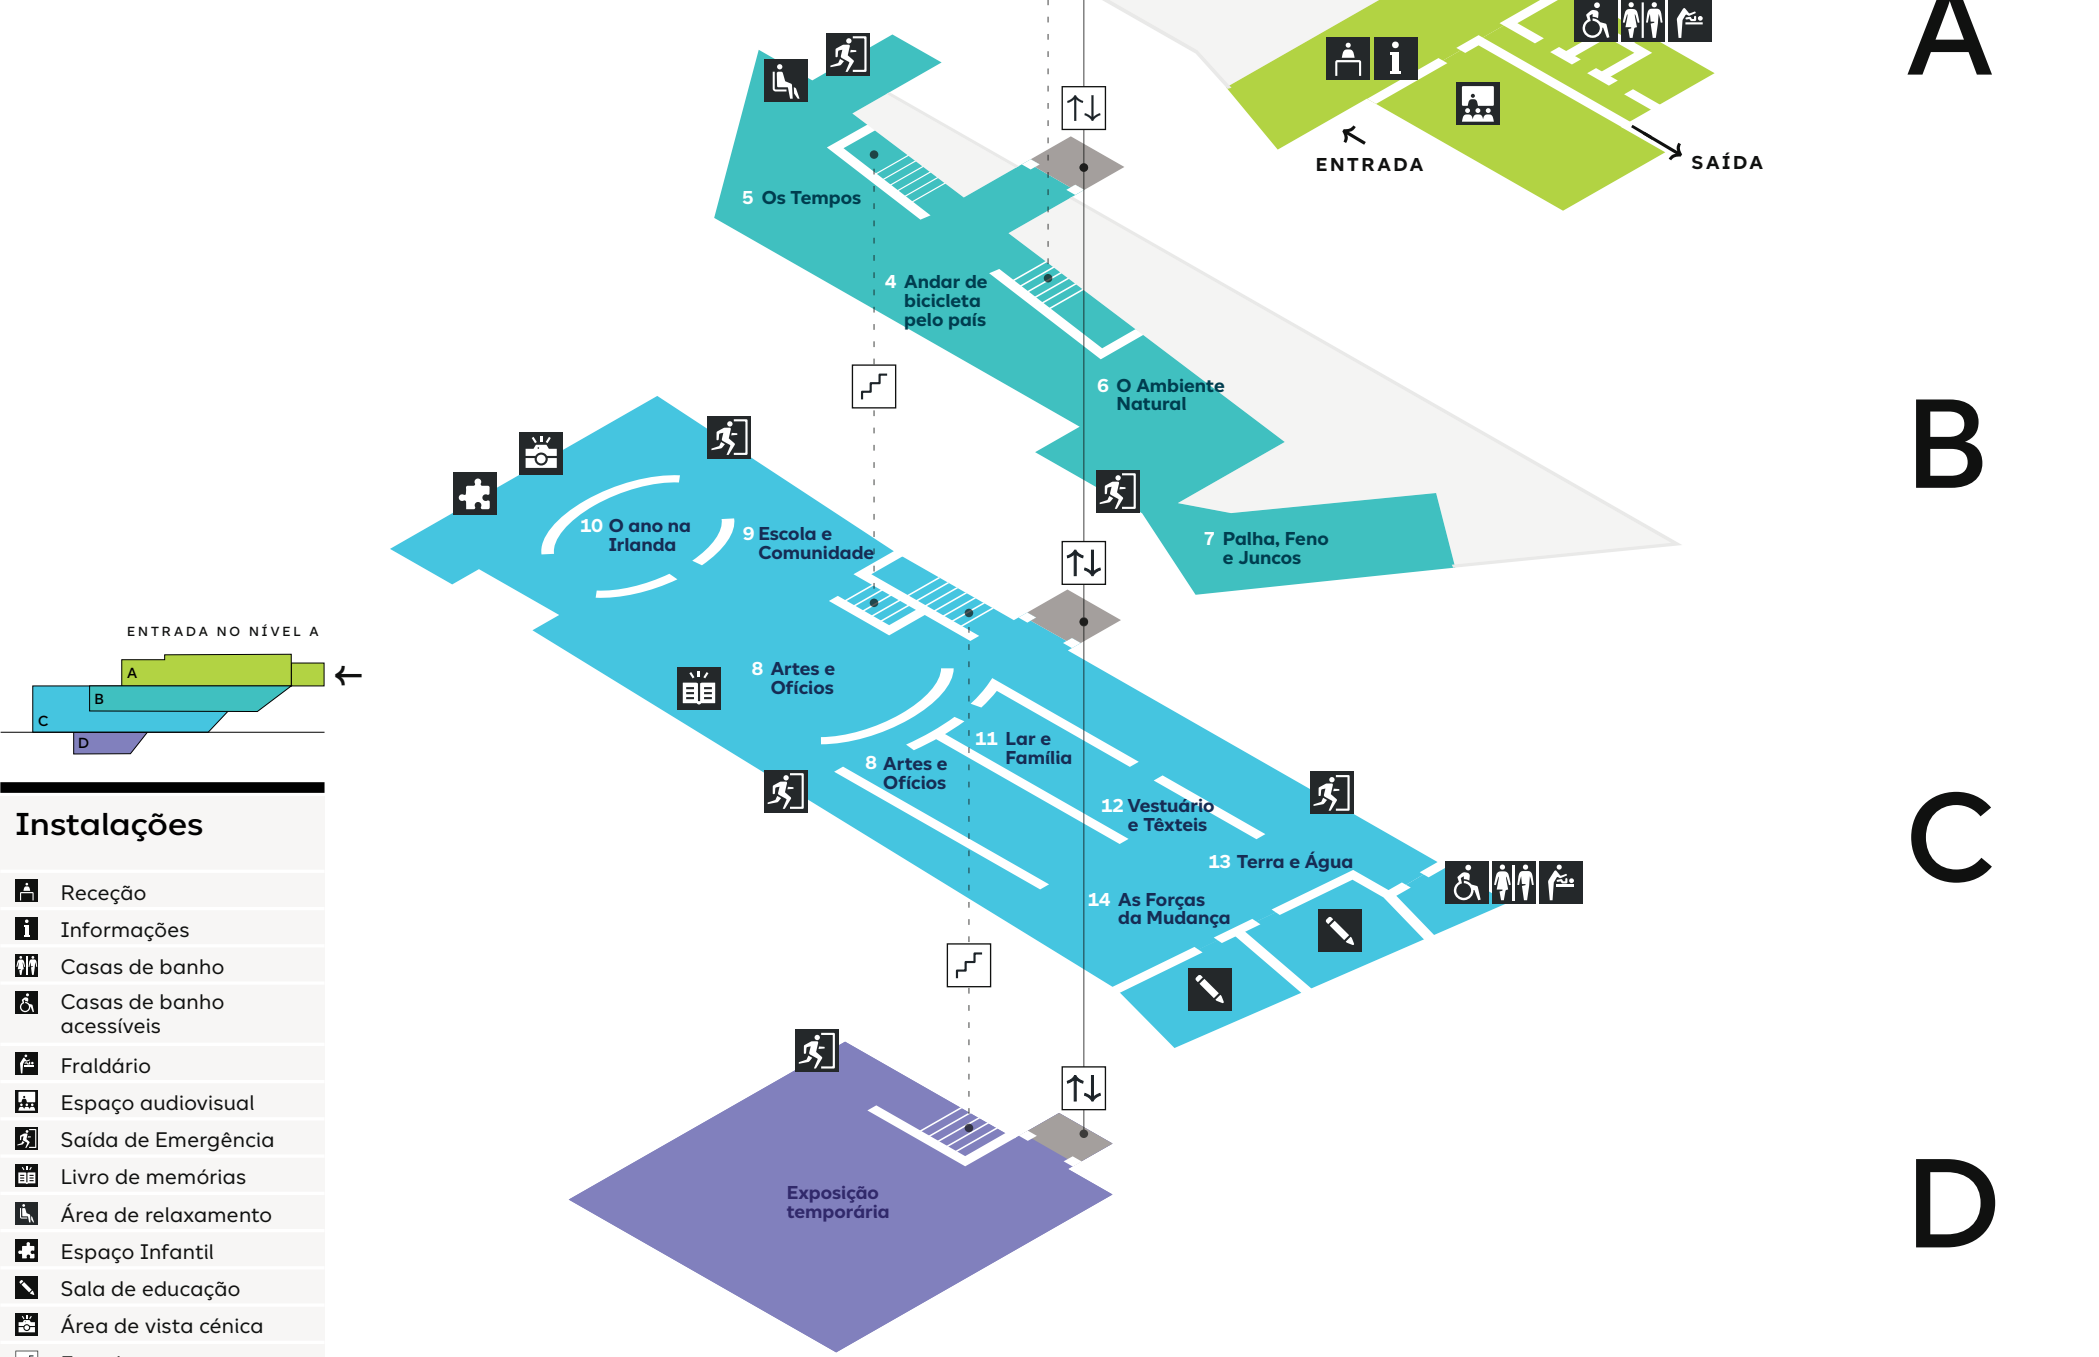 A
ENTRADA
SAÍDA
5 Os Tempos
4 Andar de
bicicleta
pelo país
6 O Ambiente
Natural
7 Palha, Feno
e Juncos
B
10 O ano na
Irlanda
9 Escola e
Comunidade
8 Artes e
Ofícios
8 Artes e
Ofícios
11 Lar e
Família
12 Vestuário
e Têxteis
13 Terra e Água
14 As Forças
da Mudança
C
Exposição
temporária
D
ENTRADA NO NÍVEL A
A
B
C
D
Instalações
Receção
Informações
Casas de banho
Casas de banho
acessíveis
Fraldário
Espaço audiovisual
Saída de Emergência
Livro de memórias
Área de relaxamento
Espaço Infantil
Sala de educação
Área de vista cénica